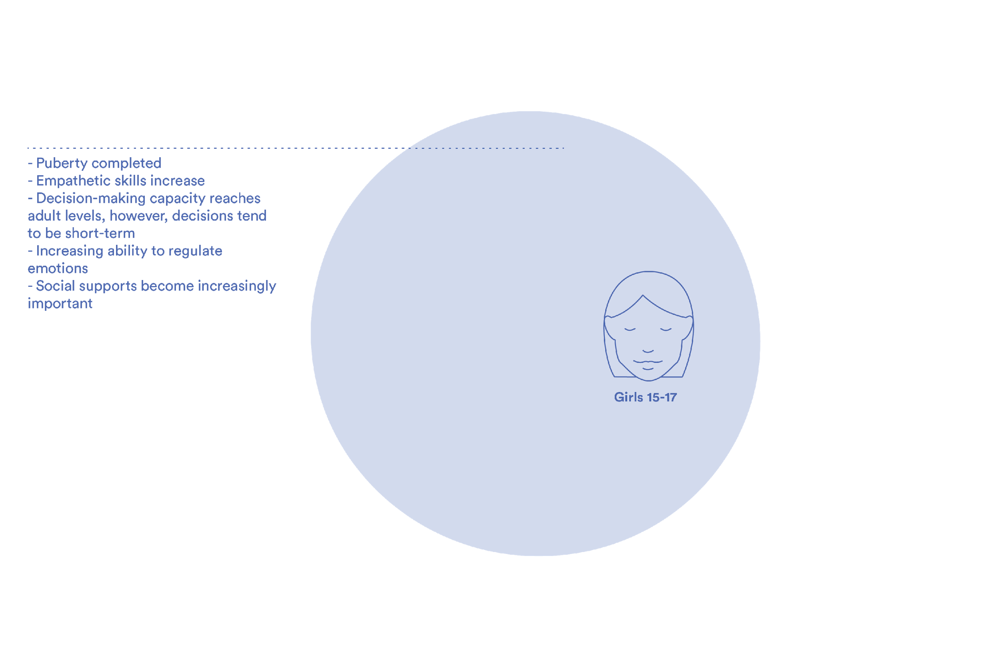 - Puberty completed
- Empathetic skills increase
- Decision-making capacity reaches
adult levels, however, decisions tend
to be short-term
- Increasing ability to regulate
emotions
- Social supports become increasingly
important
Girls 15-17